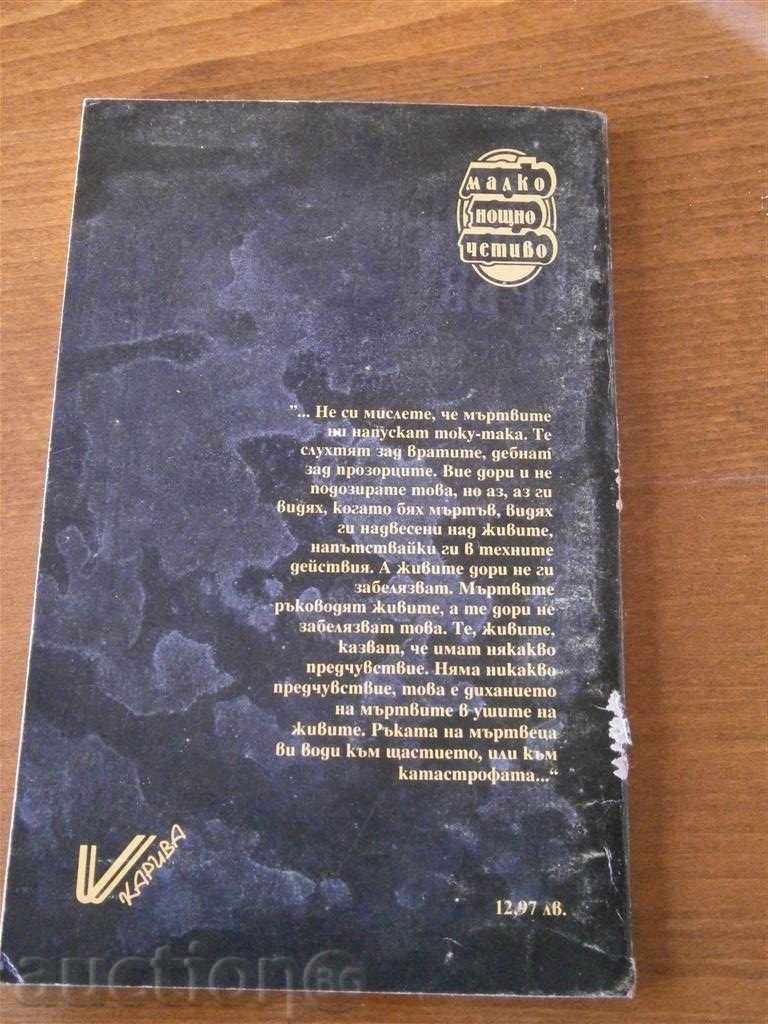 малко
нощно
четиво
"... Не си мислете, че мъртвите
ни напускат току-така. Те
слухтят зад вратите, дебнат
зад прозорците. Вие дори и не
подозирате това, но аз, аз ги
видях, когато бях мъртъв, видях
ги надвесени над живите,
напътствайки ги в техните
действия. А живите дори не ги
забелязват. Мъртвите
ръководят живите, а те дори не
забелязват това. Те, живите,
казват, че имат някакво
предчувствие. Няма никакво
предчувствие, това е диханието
на мъртвите в ушите на
живите. Ръката на мъртвеца
ви води към щастието, или към
катастрофата..."
КАРИВА
12,97 лв.
auction BG